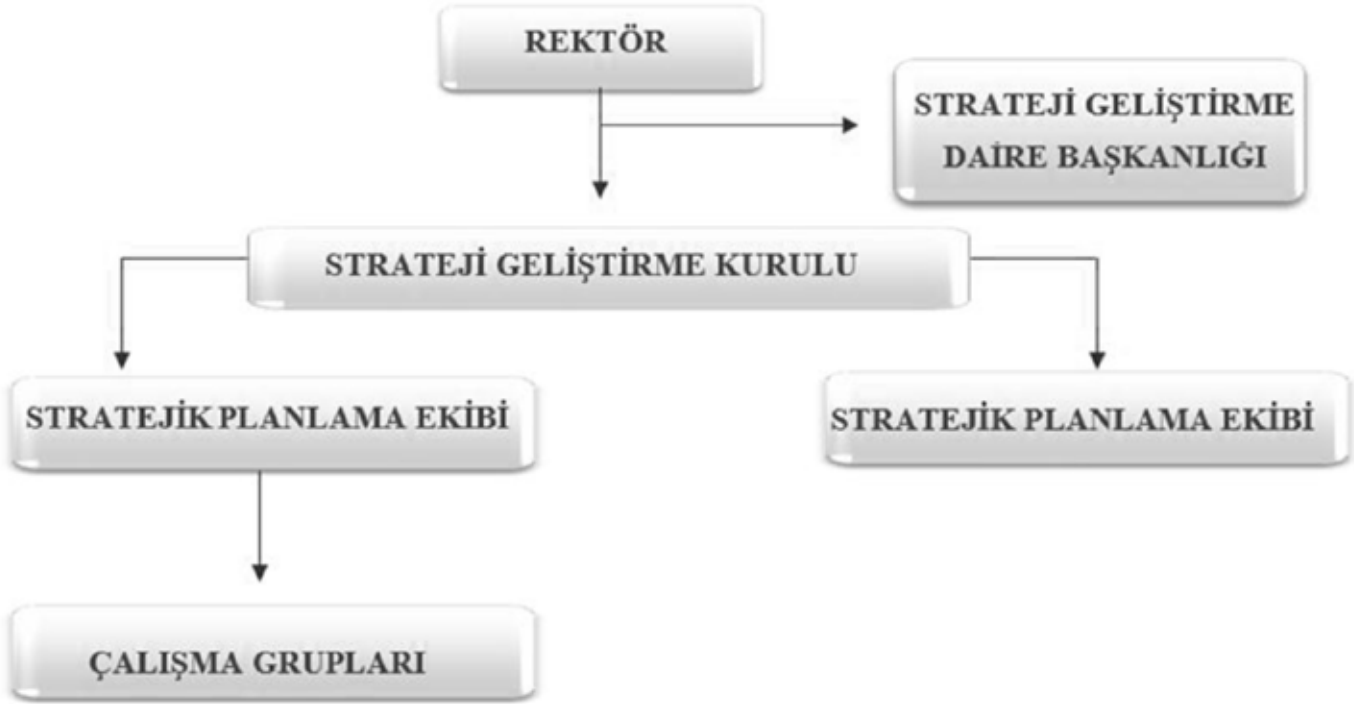 REKTÖR
STRATEJİ GELİŞTİRME
DAİRE BAŞKANLIĞI
STRATEJİ GELİŞTİRME KURULU
STRATEJİK PLANLAMA EKİBİ
STRATEJİK PLANLAMA EKİBİ
ÇALIŞMA GRUPLARI